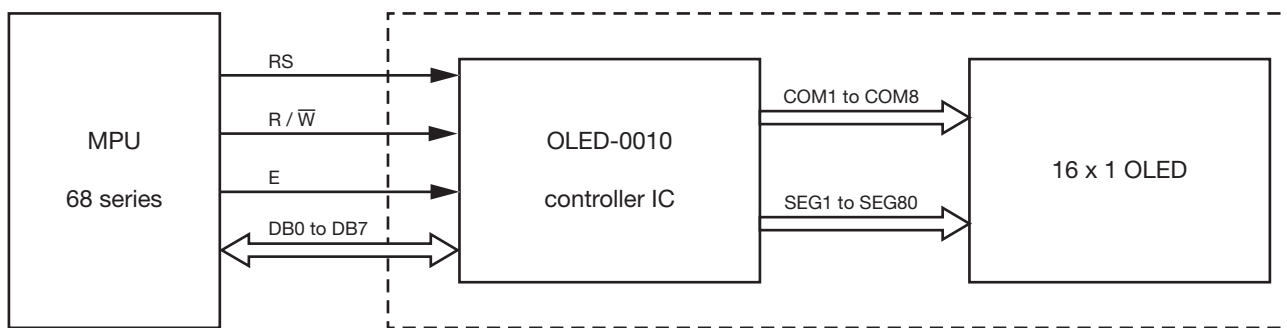 MPU
68 series
RS
R / W̅
E
DB0 to DB7
OLED-0010
controller IC
COM1 to COM8
SEG1 to SEG80
16 x 1 OLED